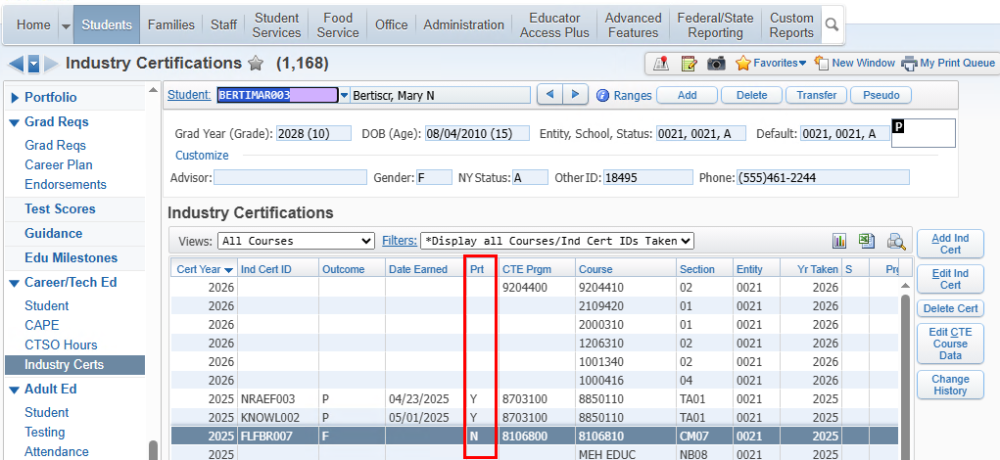 Home Students Families Staff Student Services Food Service Office Administration Educator Access Plus Advanced Features Federal/State Reporting Custom Reports
Industry Certifications (1,168) Favorites New Window My Print Queue
Portfolio
Grad Reqs
Grad Reqs
Career Plan
Endorsements
Test Scores
Guidance
Edu Milestones
Career/Tech Ed
Student
CAPE
CTSO Hours
Industry Certs
Adult Ed
Student
Testing
Attendance
Student: BERTIMAR003 Bertiscr, Mary N Ranges Add Delete Transfer Pseudo
Grad Year (Grade): 2028 (10) DOB (Age): 08/04/2010 (15) Entity, School, Status: 0021, 0021, A Default: 0021, 0021, A P
Customize
Advisor: Gender: F NY Status: A Other ID: 18495 Phone: (555)461-2244
Industry Certifications
Views: All Courses Filters: *Display all Courses/Ind Cert IDs Taken
Cert Year Ind Cert ID Outcome Date Earned Prt CTE Prgm Course Section Entity Yr Taken S
2026 9204400 9204410 02 0021 2026
2026 2109420 01 0021 2026
2026 2000310 01 0021 2026
2026 1206310 02 0021 2026
2026 1001340 02 0021 2026
2026 1000416 04 0021 2026
2025 NRAEF003 P 04/23/2025 Y 8703100 8850110 TA01 0021 2025
2025 KNOWL002 P 05/01/2025 Y 8703100 8850110 TA01 0021 2025
2025 FLFBR007 F N 8106800 8106810 CM07 0021 2025
2025 MEH EDUC NB08 0021 2025
Add Ind Cert
Edit Ind Cert
Delete Cert
Edit CTE Course Data
Change History